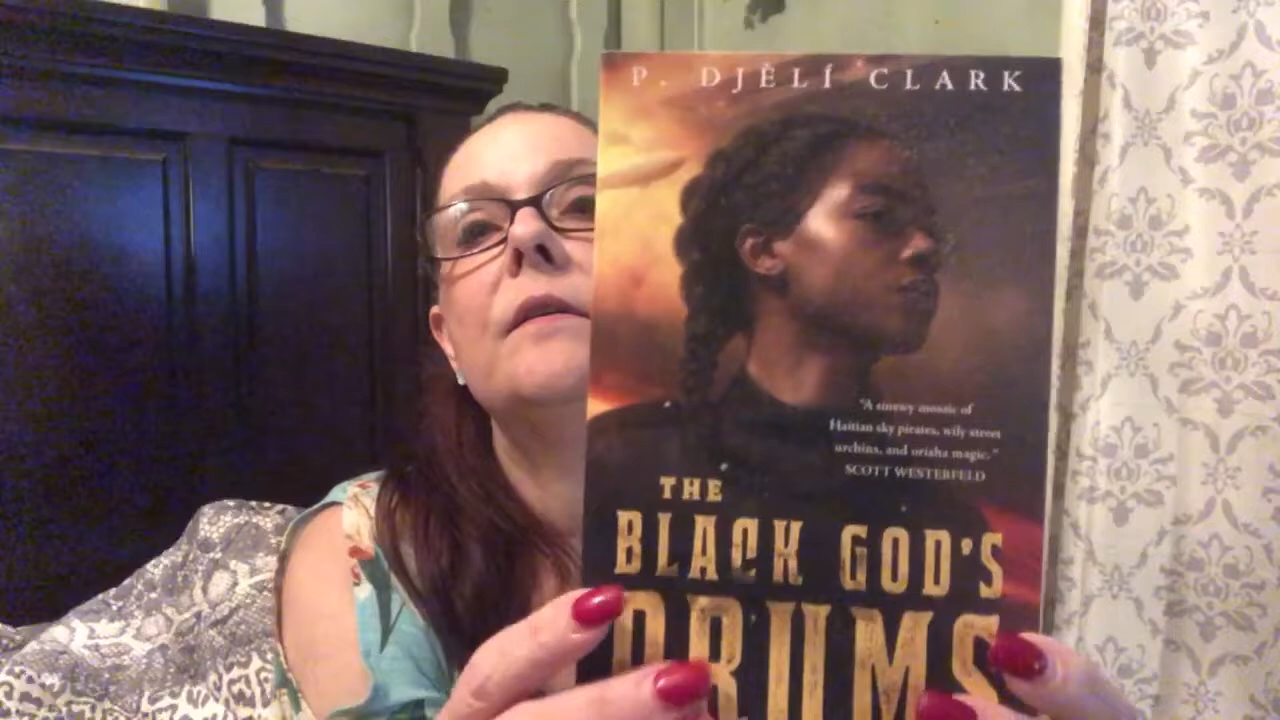 P. DJÈLÍ CLARK
"A sinewy mosaic of
Haitian sky pirates, wily street
urchins, and orisha magic."
SCOTT WESTERFELD
THE
BLACK GOD'S
DRUMS